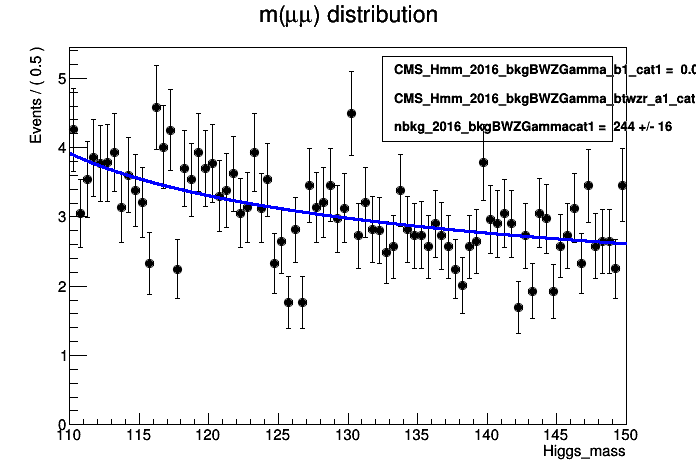 m(μμ) distribution
Events / ( 0.5 )
CMS_Hmm_2016_bkgBWZGamma_b1_cat1 = 0.0
CMS_Hmm_2016_bkgBWZGamma_btwzr_a1_cat
nbkg_2016_bkgBWZGammacat1 = 244 +/- 16
5
4
3
2
1
0
110 115 120 125 130 135 140 145 150
Higgs_mass